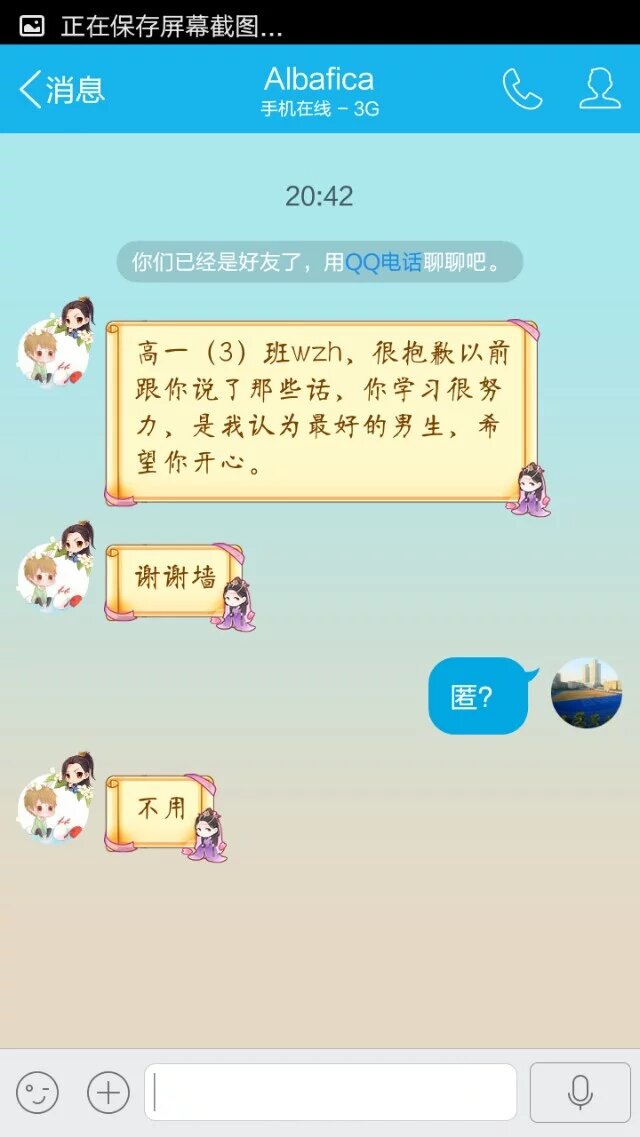 正在保存屏幕截图...
消息
Albafica
手机在线 - 3G
20:42
你们已经是好友了，用QQ电话聊聊吧。
高一（3）班wzh，很抱歉以前
跟你说了那些话，你学习很努
力，是我认为最好的男生，希
望你开心。
谢谢墙
匿?
不用